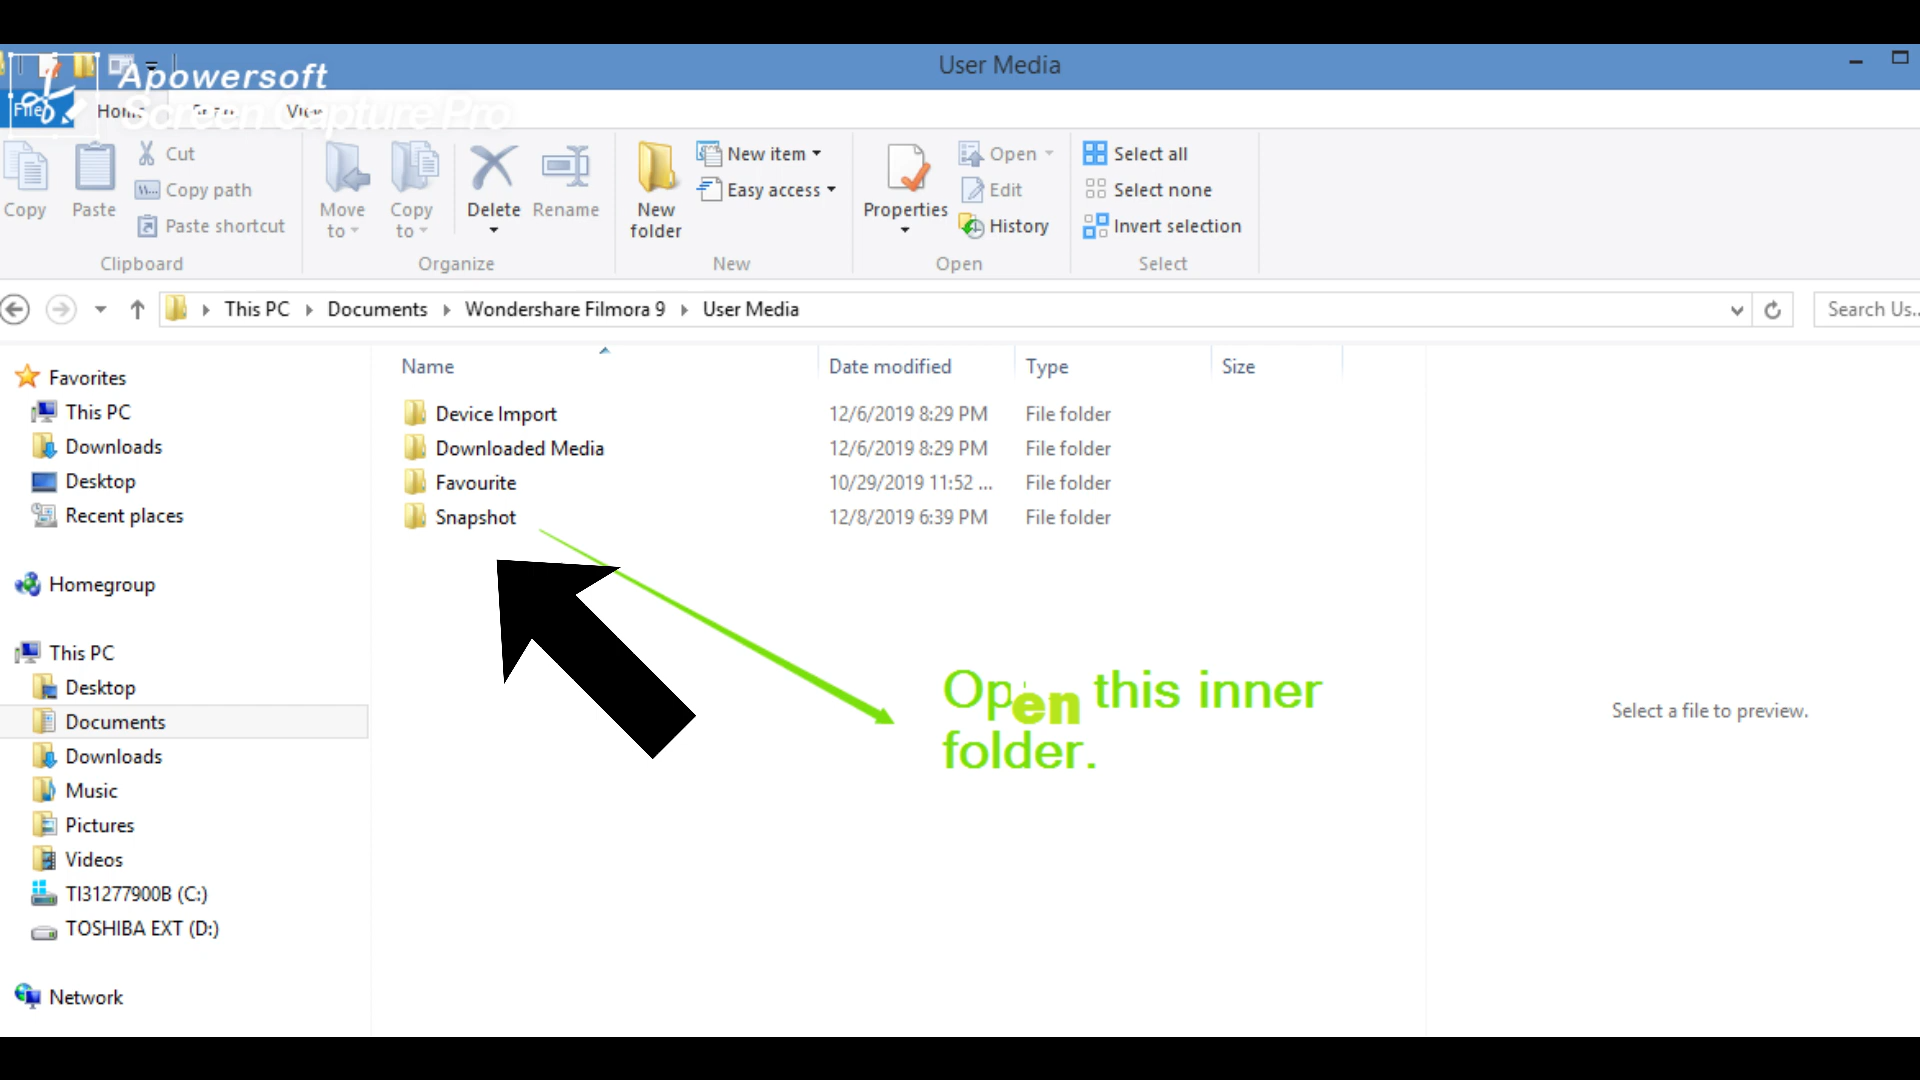 User Media
Apowersoft
Screen Capture Pro
File
Home
Copy
Paste
Cut
Copy path
Paste shortcut
Clipboard
Move to
Copy to
Delete
Rename
Organize
New folder
New item
Easy access
New
Properties
Open
Edit
History
Open
Select all
Select none
Invert selection
Select
This PC Documents Wondershare Filmora 9 User Media
Search Us...
Name Date modified Type Size
Device Import 12/6/2019 8:29 PM File folder
Downloaded Media 12/6/2019 8:29 PM File folder
Favourite 10/29/2019 11:52 ... File folder
Snapshot 12/8/2019 6:39 PM File folder
Favorites
This PC
Downloads
Desktop
Recent places
Homegroup
This PC
Desktop
Documents
Downloads
Music
Pictures
Videos
TI31277900B (C:)
TOSHIBA EXT (D:)
Network
Open this inner
folder.
Select a file to preview.